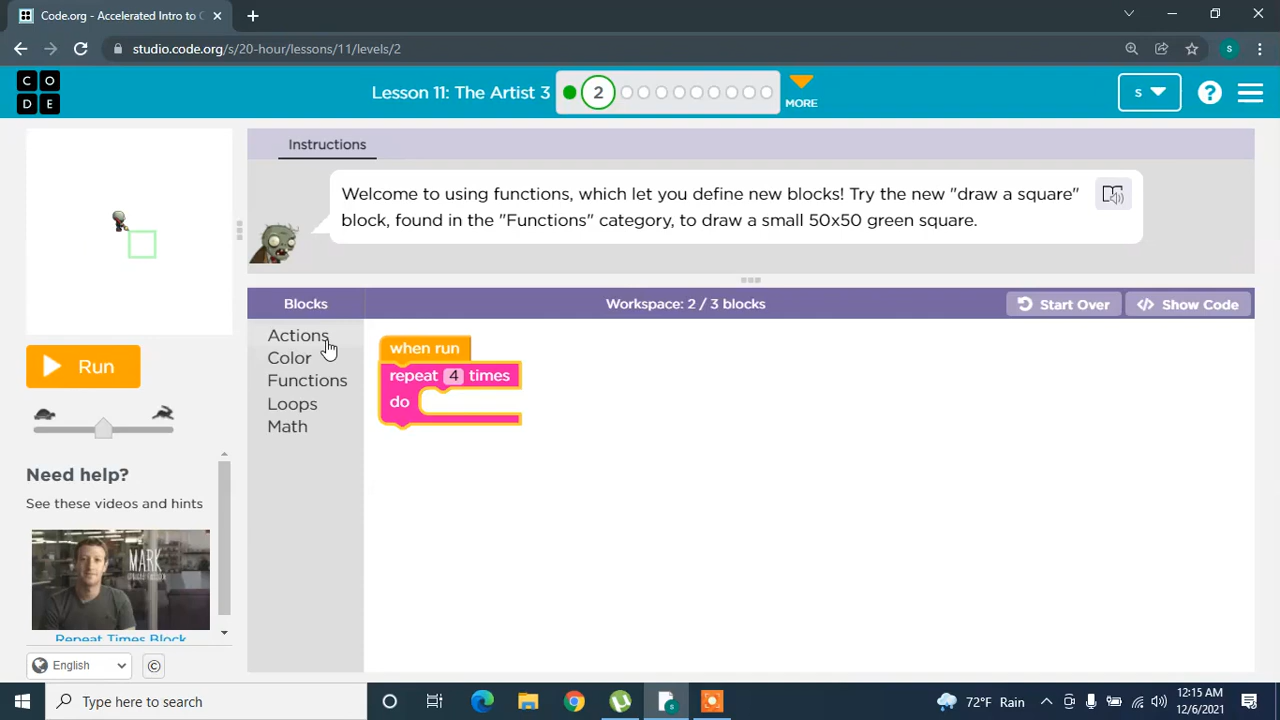 Code.org - Accelerated Intro to C
studio.code.org/s/20-hour/lessons/11/levels/2
s
C O
D E
Lesson 11: The Artist 3
2
MORE
s
?
Instructions
Welcome to using functions, which let you define new blocks! Try the new "draw a square"
block, found in the "Functions" category, to draw a small 50x50 green square.
Blocks
Workspace: 2 / 3 blocks
Start Over
</> Show Code
Actions
Color
Functions
Loops
Math
when run
repeat 4 times
do
Run
Need help?
See these videos and hints
MARK
Repeat Times Block
English
©
Type here to search
72°F Rain
12:15 AM
12/6/2021